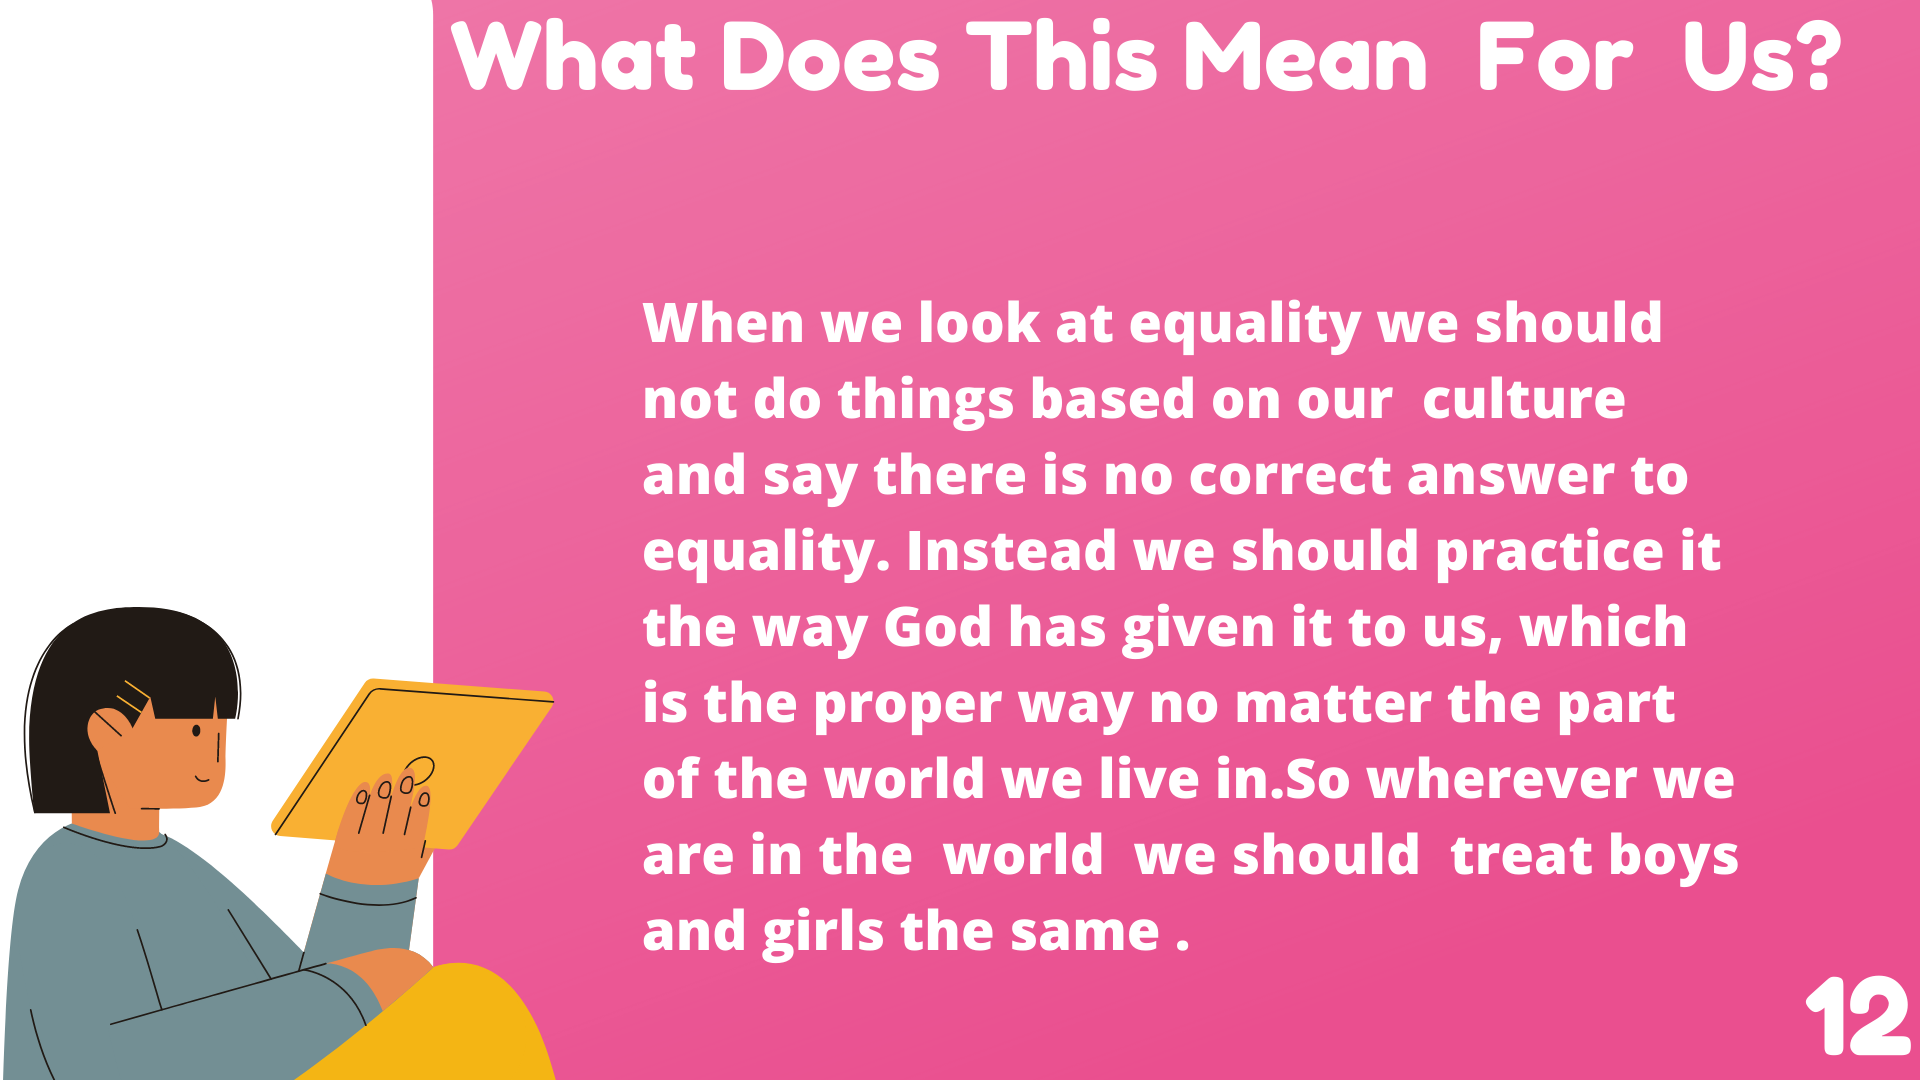 What Does This Mean For Us?
When we look at equality we should
not do things based on our culture
and say there is no correct answer to
equality. Instead we should practice it
the way God has given it to us, which
is the proper way no matter the part
of the world we live in.So wherever we
are in the world we should treat boys
and girls the same .
12